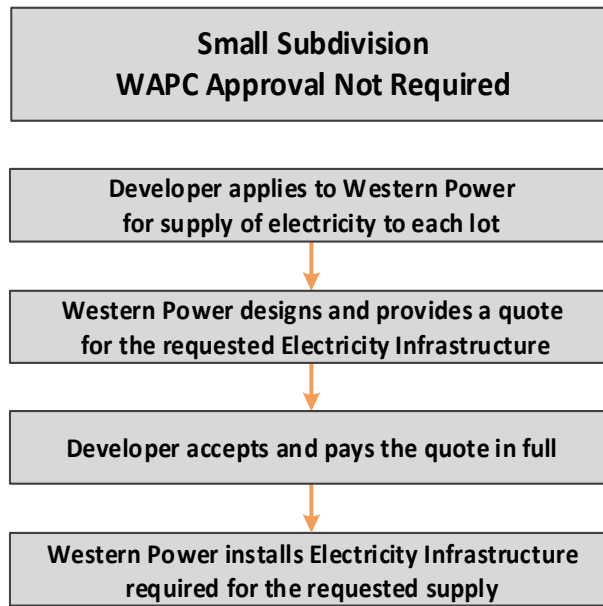 Small Subdivision
WAPC Approval Not Required
Developer applies to Western Power
for supply of electricity to each lot
Western Power designs and provides a quote
for the requested Electricity Infrastructure
Developer accepts and pays the quote in full
Western Power installs Electricity Infrastructure
required for the requested supply